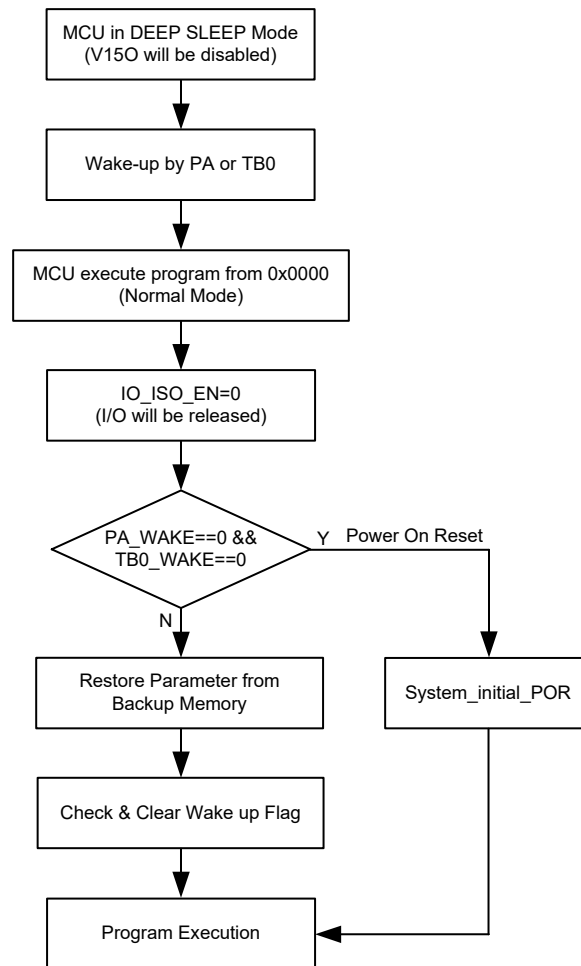 MCU in DEEP SLEEP Mode
(V15O will be disabled)
Wake-up by PA or TB0
MCU execute program from 0x0000
(Normal Mode)
IO_ISO_EN=0
(I/O will be released)
PA_WAKE==0 &&
TB0_WAKE==0
Y
Power On Reset
N
Restore Parameter from
Backup Memory
System_initial_POR
Check & Clear Wake up Flag
Program Execution